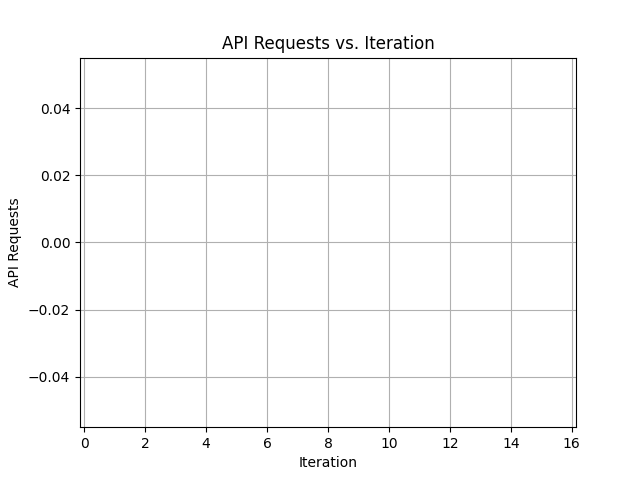 API Requests vs. Iteration
0.04
0.02
0.00
−0.02
−0.04
API Requests
0 2 4 6 8 10 12 14 16
Iteration